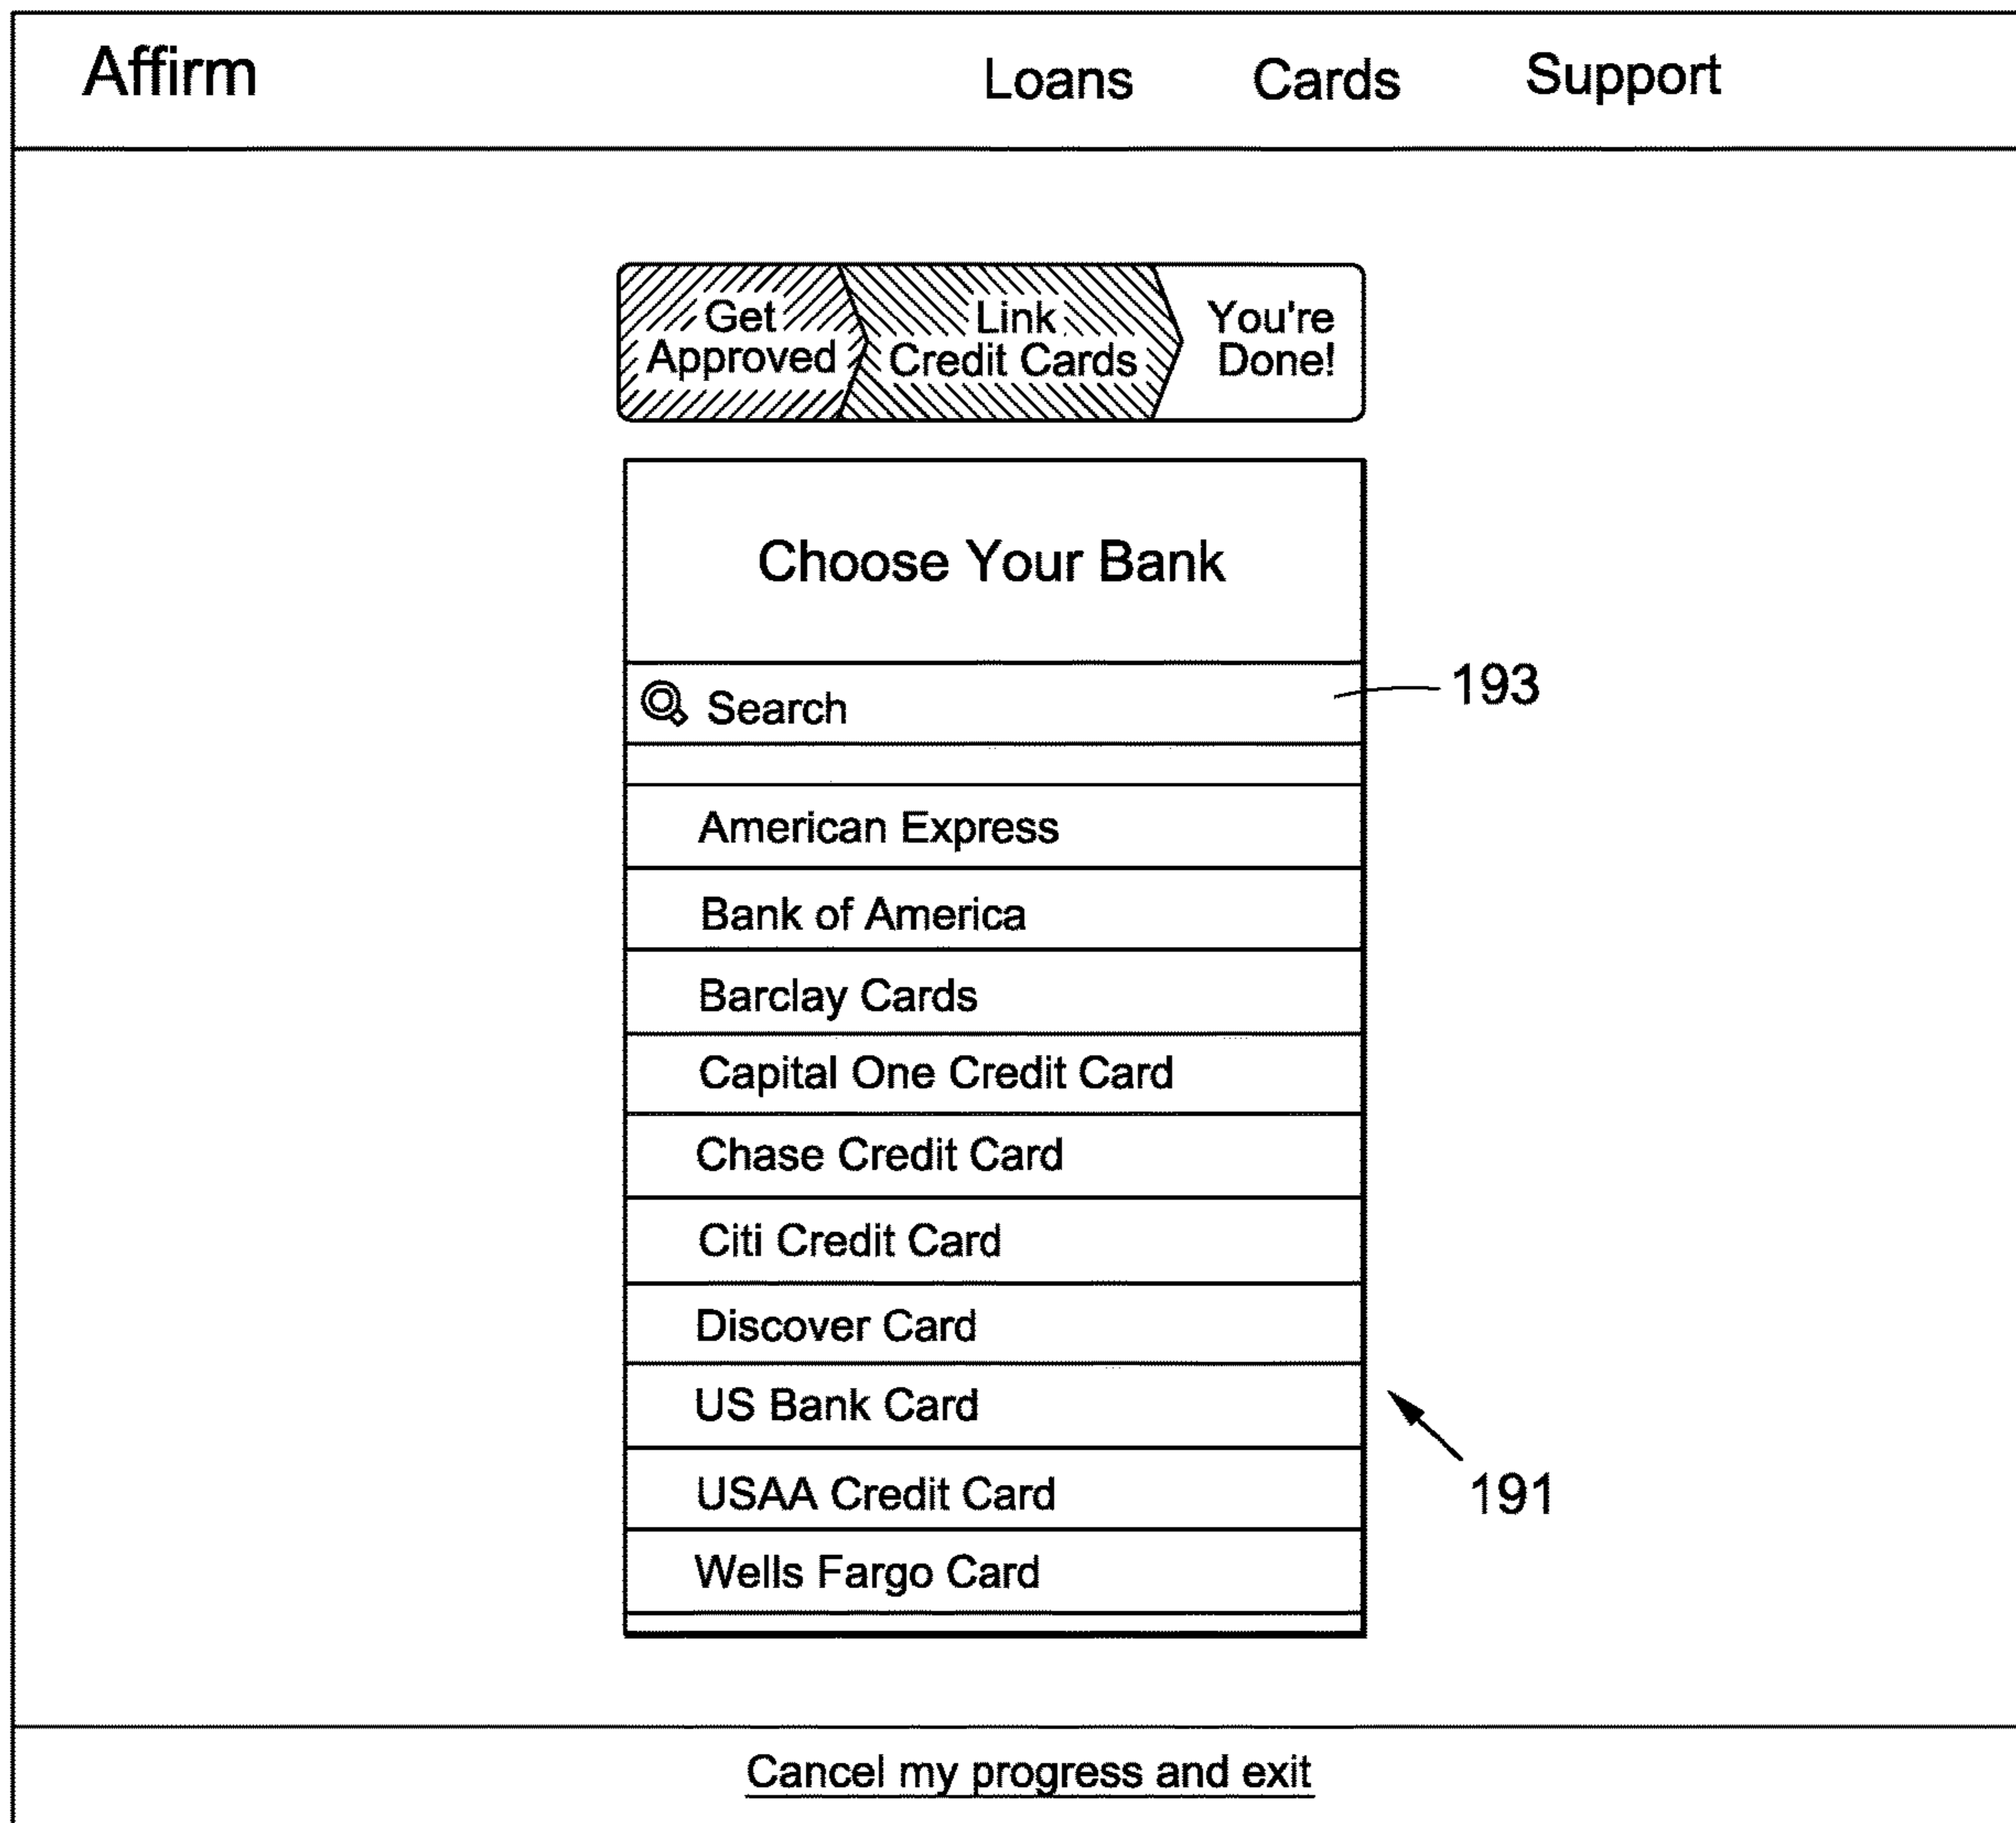 Affirm
Loans
Cards
Support
Get
Approved
Link
Credit Cards
You're
Done!
Choose Your Bank
Search
193
American Express
Bank of America
Barclay Cards
Capital One Credit Card
Chase Credit Card
Citi Credit Card
Discover Card
US Bank Card
USAA Credit Card
191
Wells Fargo Card
Cancel my progress and exit